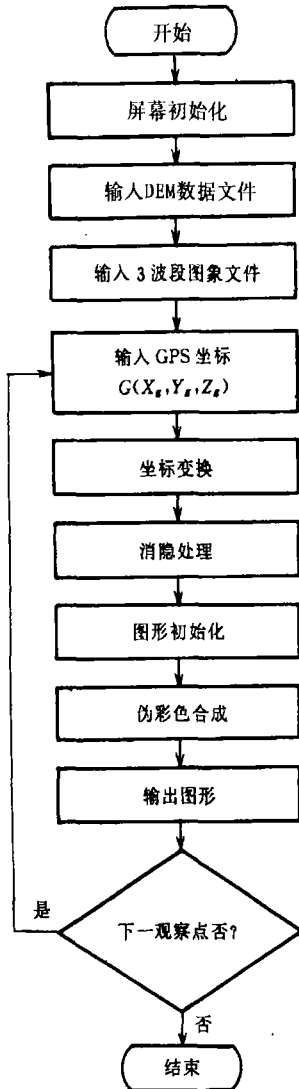 开始
屏幕初始化
输入DEM数据文件
输入3波段图象文件
输入 GPS 坐标
G(Xg,Yg,Zg)
坐标变换
消隐处理
图形初始化
伪彩色合成
输出图形
是
下一观察点否?
否
结束